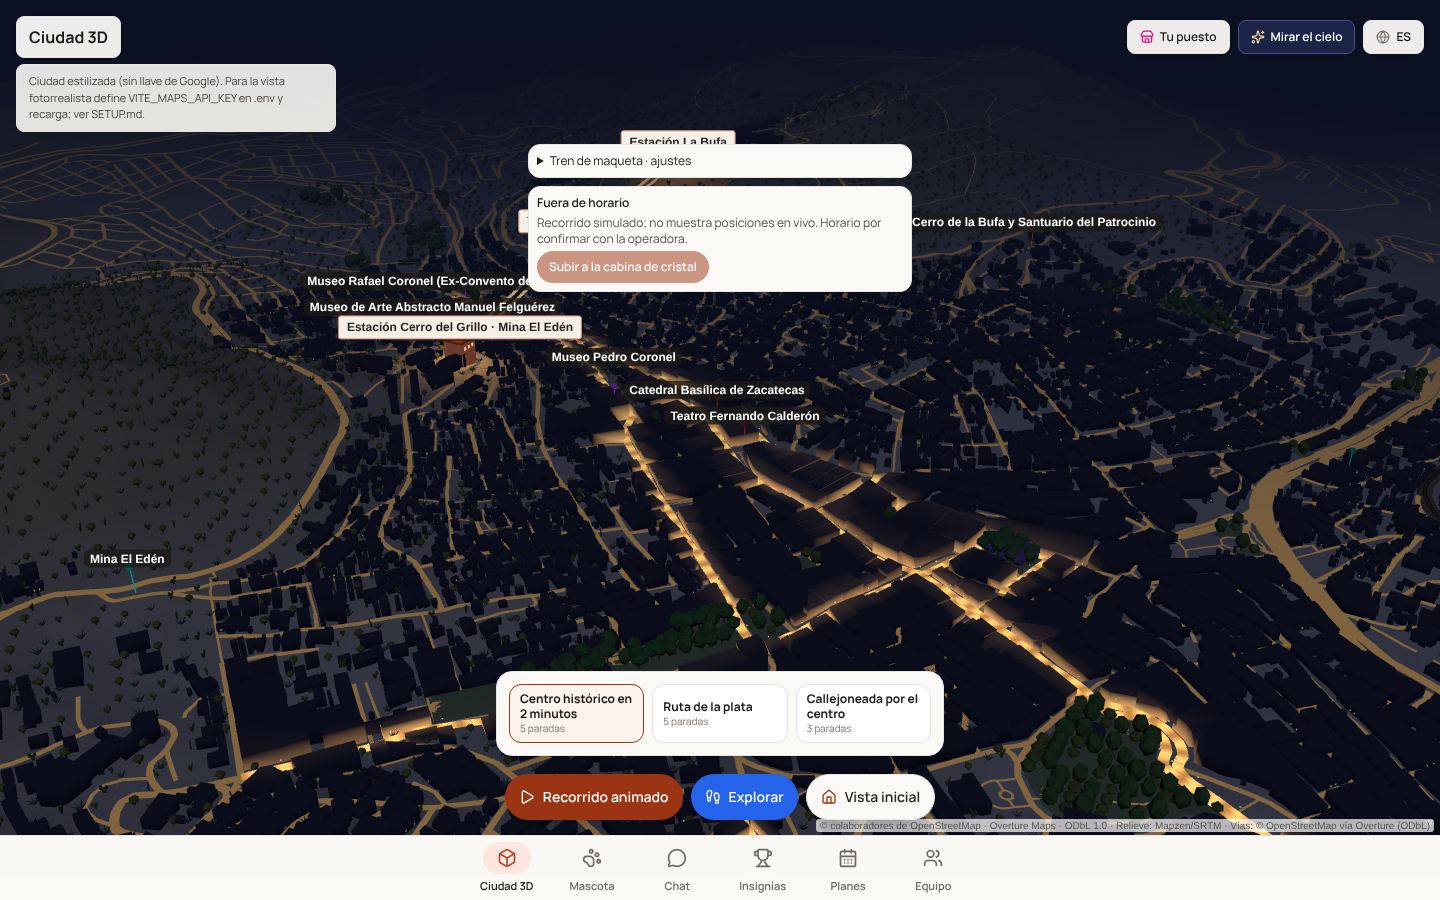 Ciudad 3D
Tu puesto
Mirar el cielo
ES
Ciudad estilizada (sin llave de Google). Para la vista
fotorrealista define VITE_MAPS_API_KEY en .env y
recarga; ver SETUP.md.
Estación La Bufa
▶ Tren de maqueta · ajustes
Fuera de horario
Recorrido simulado; no muestra posiciones en vivo. Horario por
confirmar con la operadora.
Subir a la cabina de cristal
Cerro de la Bufa y Santuario del Patrocinio
Museo Rafael Coronel (Ex-Convento de
Museo de Arte Abstracto Manuel Felguérez
Estación Cerro del Grillo · Mina El Edén
Museo Pedro Coronel
Catedral Basílica de Zacatecas
Teatro Fernando Calderón
Mina El Edén
Centro histórico en
2 minutos
5 paradas
Ruta de la plata
5 paradas
Callejoneada por el
centro
3 paradas
Recorrido animado
Explorar
Vista inicial
© colaboradores de OpenStreetMap · Overture Maps · ODbL 1.0 · Relieve: Mapzen/SRTM · Vías: © OpenStreetMap vía Overture (ODbL)
Ciudad 3D
Mascota
Chat
Insignias
Planes
Equipo